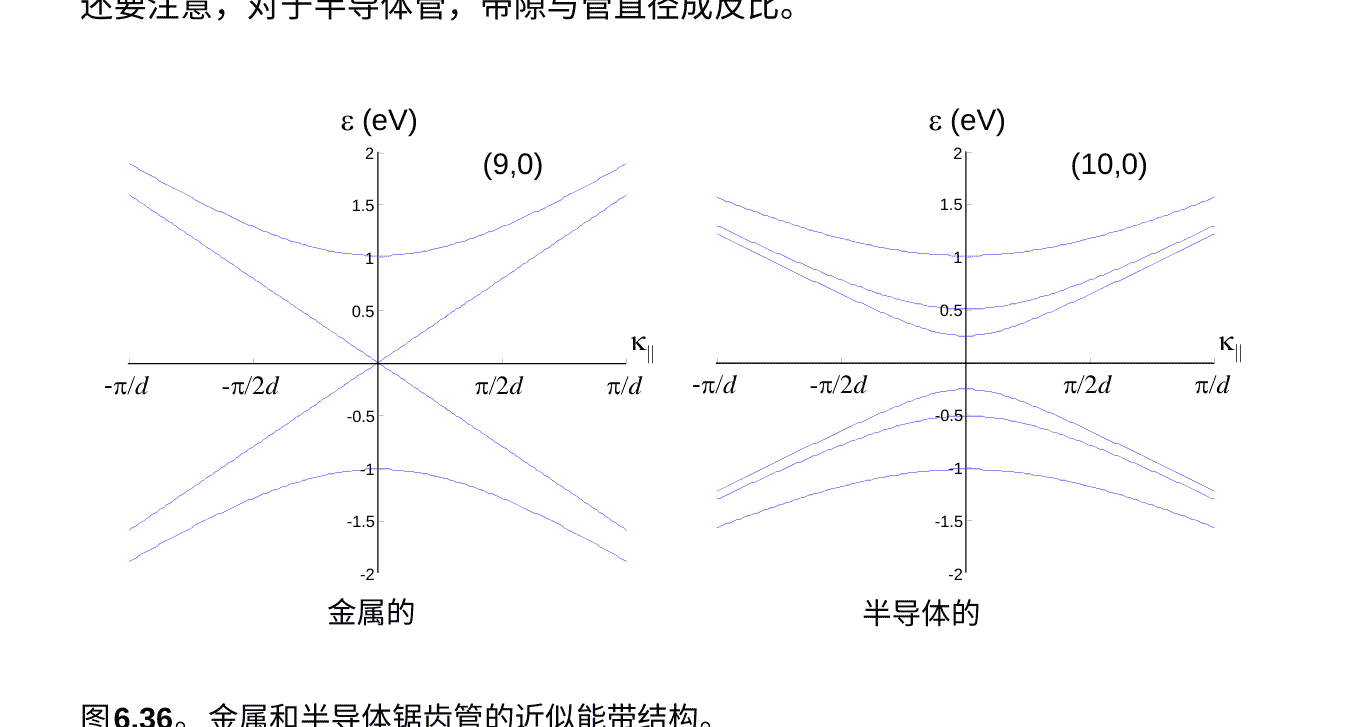 还要注意，对于半导体管，带隙与管直径成反比。
ε (eV)
ε (eV)
(9,0)
(10,0)
2
1.5
1
0.5
-0.5
-1
-1.5
-2
κ||
-π/d
-π/2d
π/2d
π/d
2
1.5
1
0.5
-0.5
-1
-1.5
-2
κ||
-π/d
-π/2d
π/2d
π/d
金属的
半导体的
图6.36。 金属和半导体锯齿管的近似能带结构。